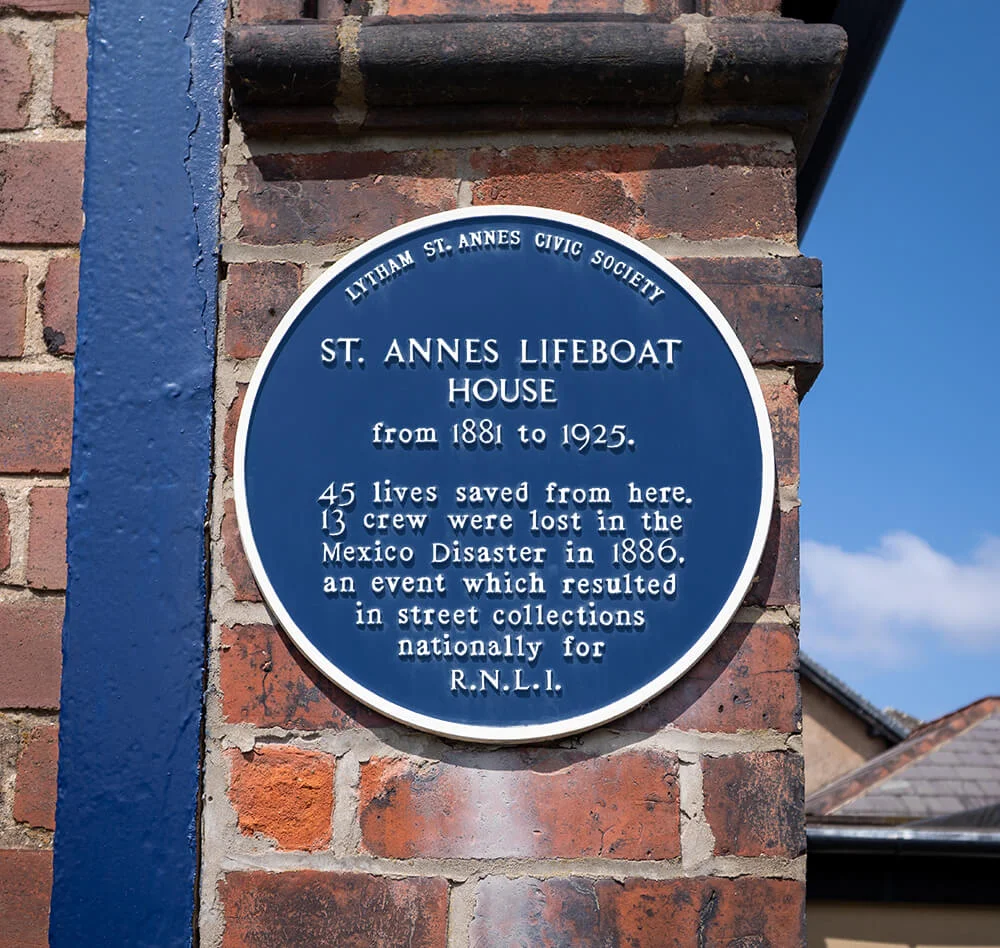 LYTHAM ST. ANNES CIVIC SOCIETY
ST. ANNES LIFEBOAT
HOUSE
from 1881 to 1925.
45 lives saved from here.
13 crew were lost in the
Mexico Disaster in 1886.
an event which resulted
in street collections
nationally for
R.N.L.I.